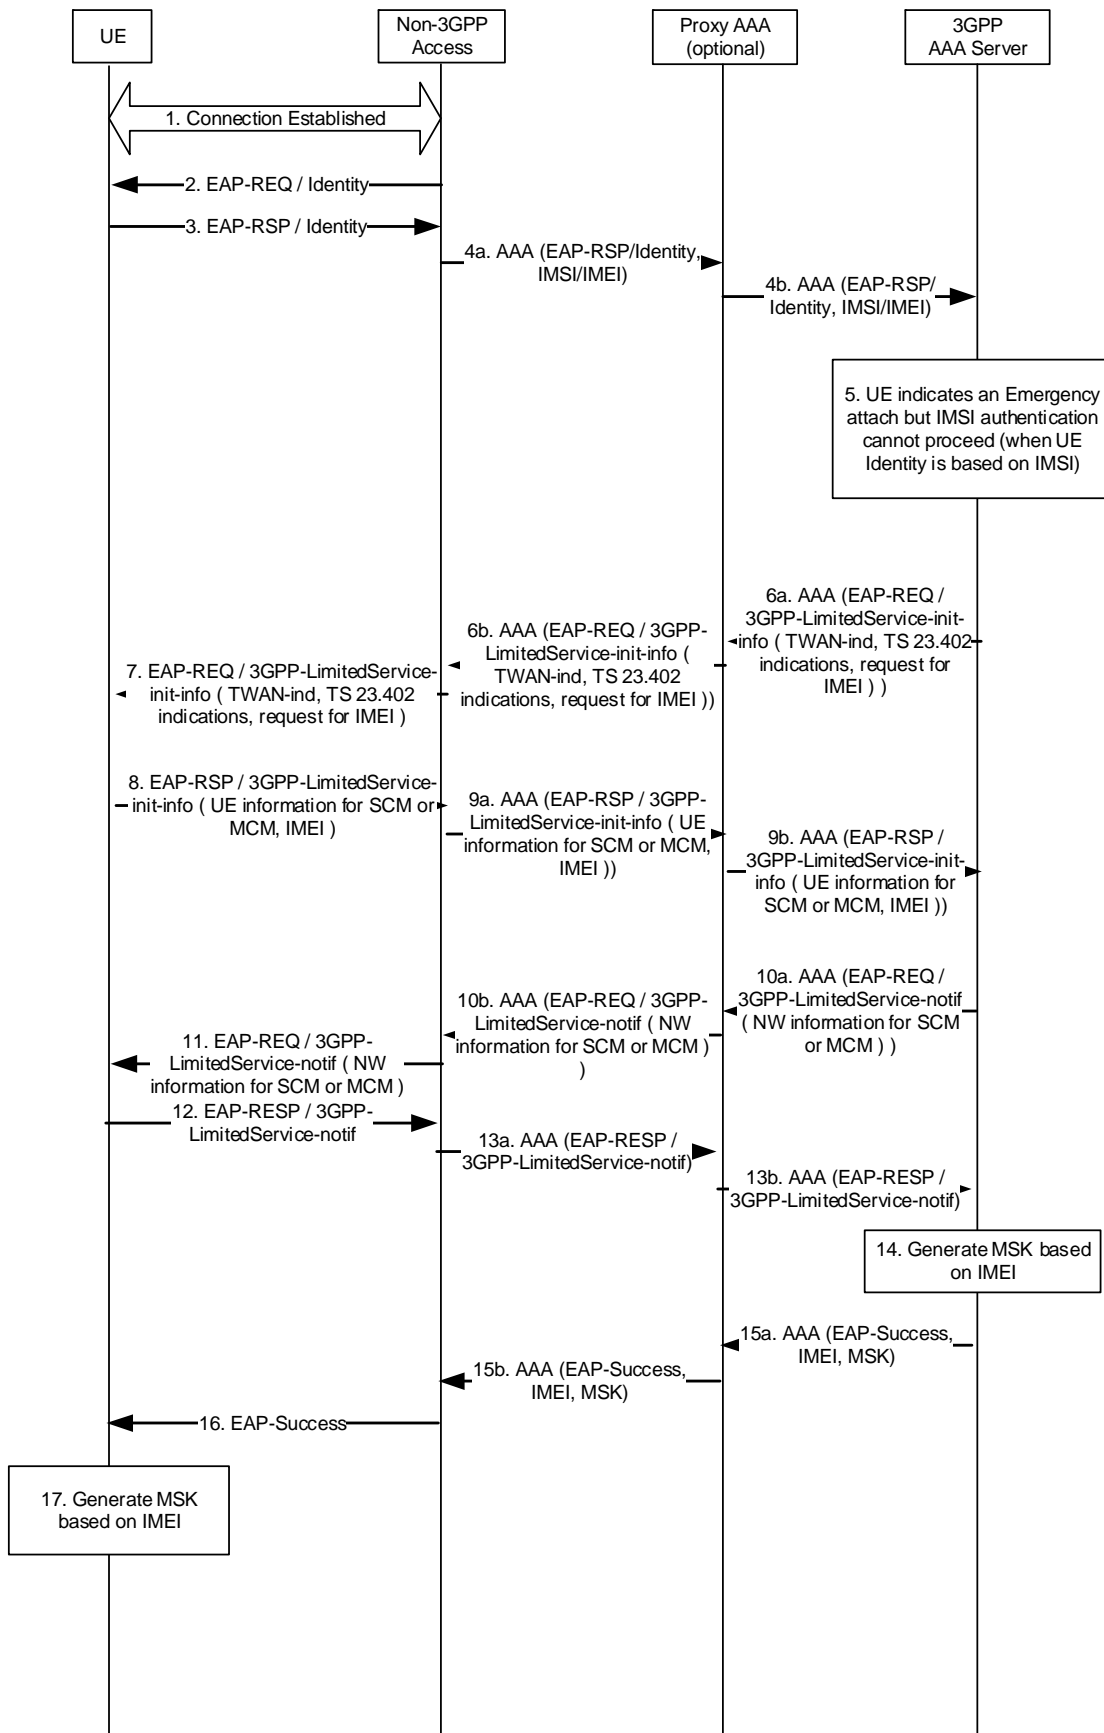 UE
Non-3GPP
Access
Proxy AAA
(optional)
3GPP
AAA Server
1. Connection Established
2. EAP-REQ / Identity
3. EAP-RSP / Identity
4a. AAA (EAP-RSP/Identity,
IMSI/IMEI)
4b. AAA (EAP-RSP/
Identity, IMSI/IMEI)
5. UE indicates an Emergency
attach but IMSI authentication
cannot proceed (when UE
Identity is based on IMSI)
6a. AAA (EAP-REQ /
3GPP-LimitedService-init-
info ( TWAN-ind, TS 23.402
indications, request for
IMEI ) )
6b. AAA (EAP-REQ / 3GPP-
LimitedService-init-info (
TWAN-ind, TS 23.402
indications, request for IMEI ))
7. EAP-REQ / 3GPP-LimitedService-
init-info ( TWAN-ind, TS 23.402
indications, request for IMEI )
8. EAP-RSP / 3GPP-LimitedService-
init-info ( UE information for SCM or
MCM, IMEI )
9a. AAA (EAP-RSP / 3GPP-
LimitedService-init-info ( UE
information for SCM or MCM,
IMEI ))
9b. AAA (EAP-RSP /
3GPP-LimitedService-init-
info ( UE information for
SCM or MCM, IMEI ))
10a. AAA (EAP-REQ /
3GPP-LimitedService-notif
( NW information for SCM
or MCM ) )
10b. AAA (EAP-REQ / 3GPP-
LimitedService-notif ( NW
information for SCM or MCM )
)
11. EAP-REQ / 3GPP-
LimitedService-notif ( NW
information for SCM or MCM )
12. EAP-RESP / 3GPP-
LimitedService-notif
13a. AAA (EAP-RESP /
3GPP-LimitedService-notif)
13b. AAA (EAP-RESP /
3GPP-LimitedService-notif)
14. Generate MSK based
on IMEI
15a. AAA (EAP-Success,
IMEI, MSK)
15b. AAA (EAP-Success,
IMEI, MSK)
16. EAP-Success
17. Generate MSK
based on IMEI